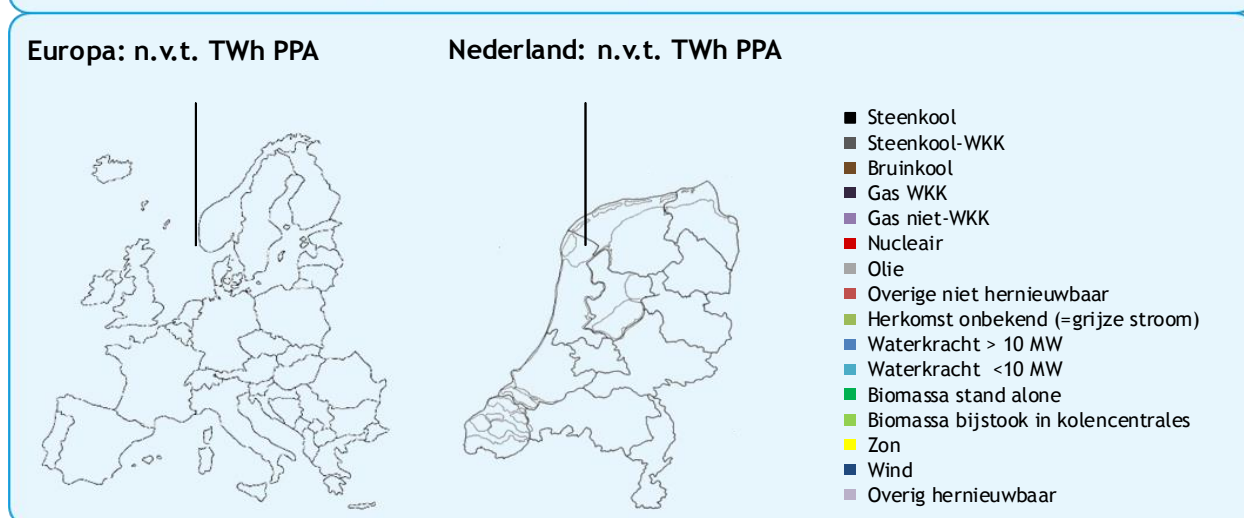 Europa: n.v.t. TWh PPA
Nederland: n.v.t. TWh PPA
Steenkool
Steenkool-WKK
Bruinkool
Gas WKK
Gas niet-WKK
Nucleair
Olie
Overige niet hernieuwbaar
Herkomst onbekend (=grijze stroom)
Waterkracht > 10 MW
Waterkracht <10 MW
Biomassa stand alone
Biomassa bijstook in kolencentrales
Zon
Wind
Overig hernieuwbaar